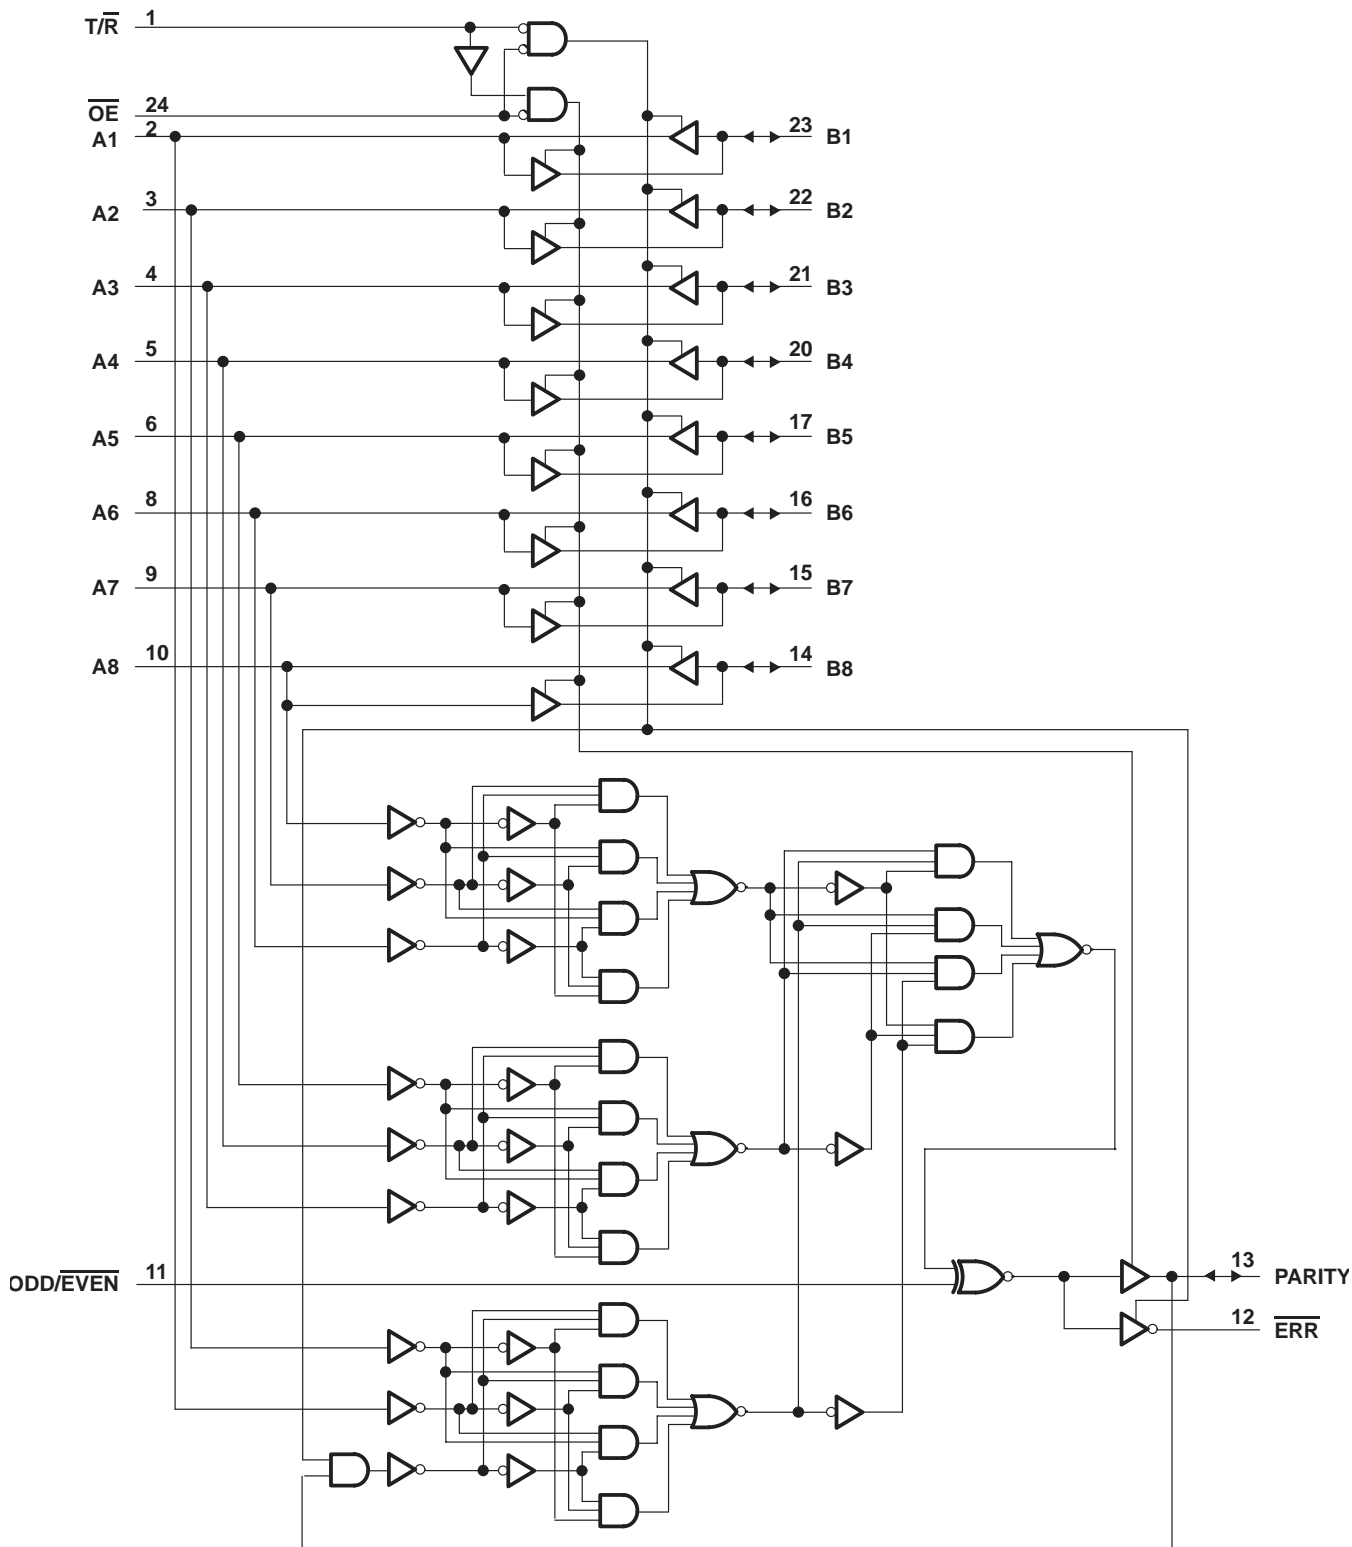 T/R 1
OE 24
A1 2 23 B1
A2 3 22 B2
A3 4 21 B3
A4 5 20 B4
A5 6 17 B5
A6 8 16 B6
A7 9 15 B7
A8 10 14 B8
ODD/EVEN 11 13 PARITY
12 ERR